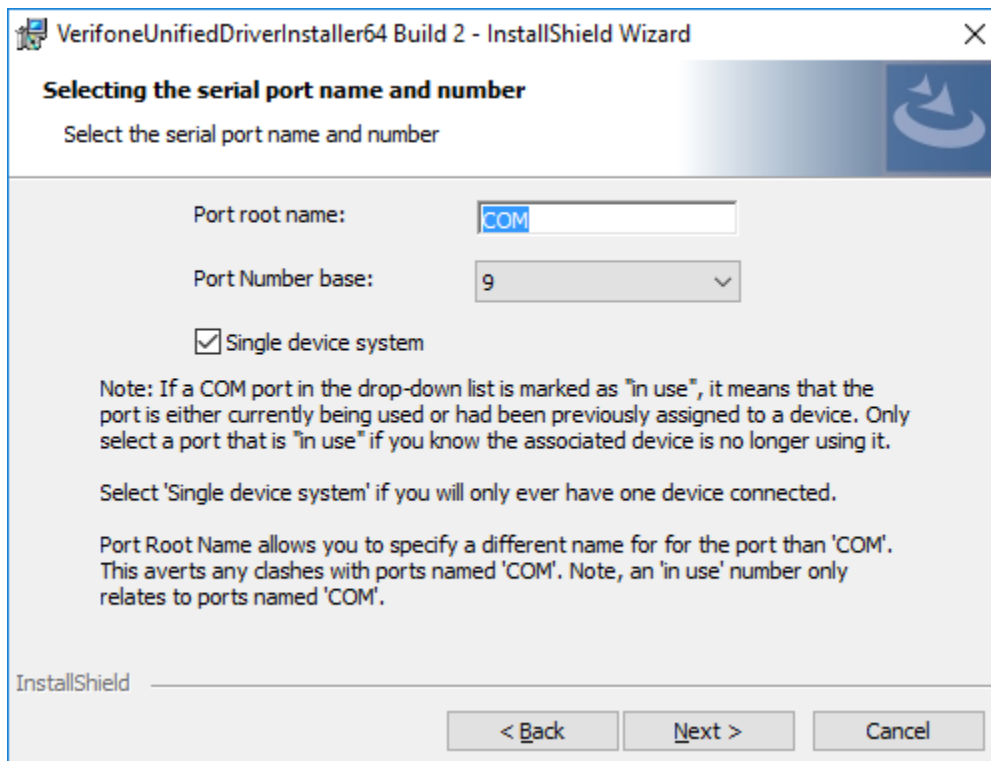 VerifoneUnifiedDriverInstaller64 Build 2 - InstallShield Wizard
Selecting the serial port name and number
Select the serial port name and number
Port root name: COM
Port Number base: 9
Single device system
Note: If a COM port in the drop-down list is marked as "in use", it means that the
port is either currently being used or had been previously assigned to a device. Only
select a port that is "in use" if you know the associated device is no longer using it.
Select 'Single device system' if you will only ever have one device connected.
Port Root Name allows you to specify a different name for for the port than 'COM'.
This averts any clashes with ports named 'COM'. Note, an 'in use' number only
relates to ports named 'COM'.
InstallShield
< Back Next > Cancel